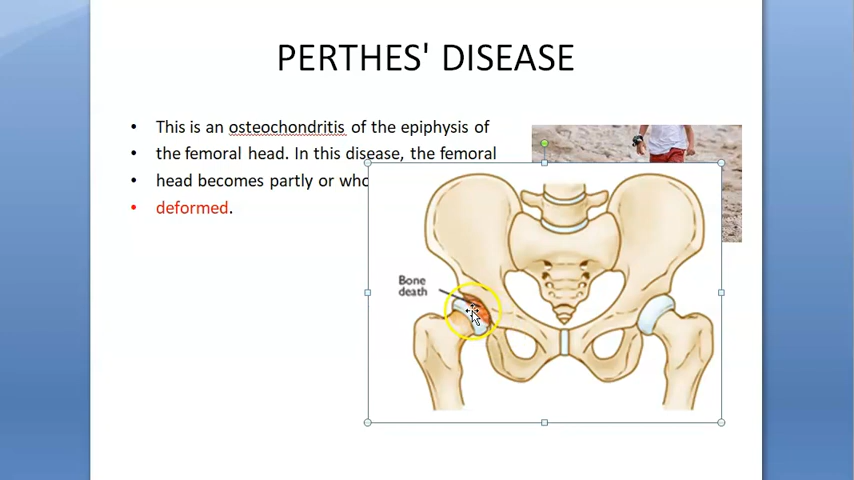 PERTHES' DISEASE
• This is an osteochondritis of the epiphysis of
• the femoral head. In this disease, the femoral
• head becomes partly or
• deformed.
Bone
death